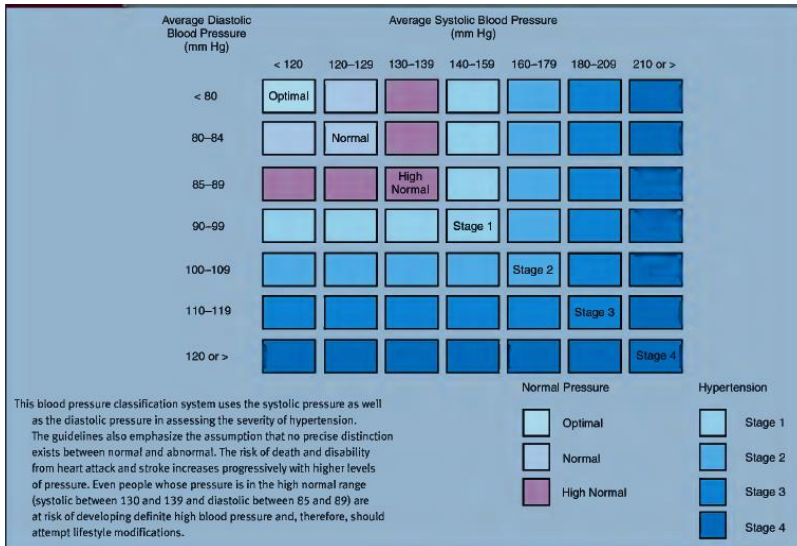 Average Diastolic
Blood Pressure
(mm Hg)
Average Systolic Blood Pressure
(mm Hg)
< 120 120–129 130–139 140–159 160–179 180–209 210 or >
< 80 Optimal
80–84 Normal
85–89 High Normal
90–99 Stage 1
100–109 Stage 2
110–119 Stage 3
120 or > Stage 4
This blood pressure classification system uses the systolic pressure as well
as the diastolic pressure in assessing the severity of hypertension.
The guidelines also emphasize the assumption that no precise distinction
exists between normal and abnormal. The risk of death and disability
from heart attack and stroke increases progressively with higher levels
of pressure. Even people whose pressure is in the high normal range
(systolic between 130 and 139 and diastolic between 85 and 89) are
at risk of developing definite high blood pressure and, therefore, should
attempt lifestyle modifications.
Normal Pressure
Optimal
Normal
High Normal
Hypertension
Stage 1
Stage 2
Stage 3
Stage 4